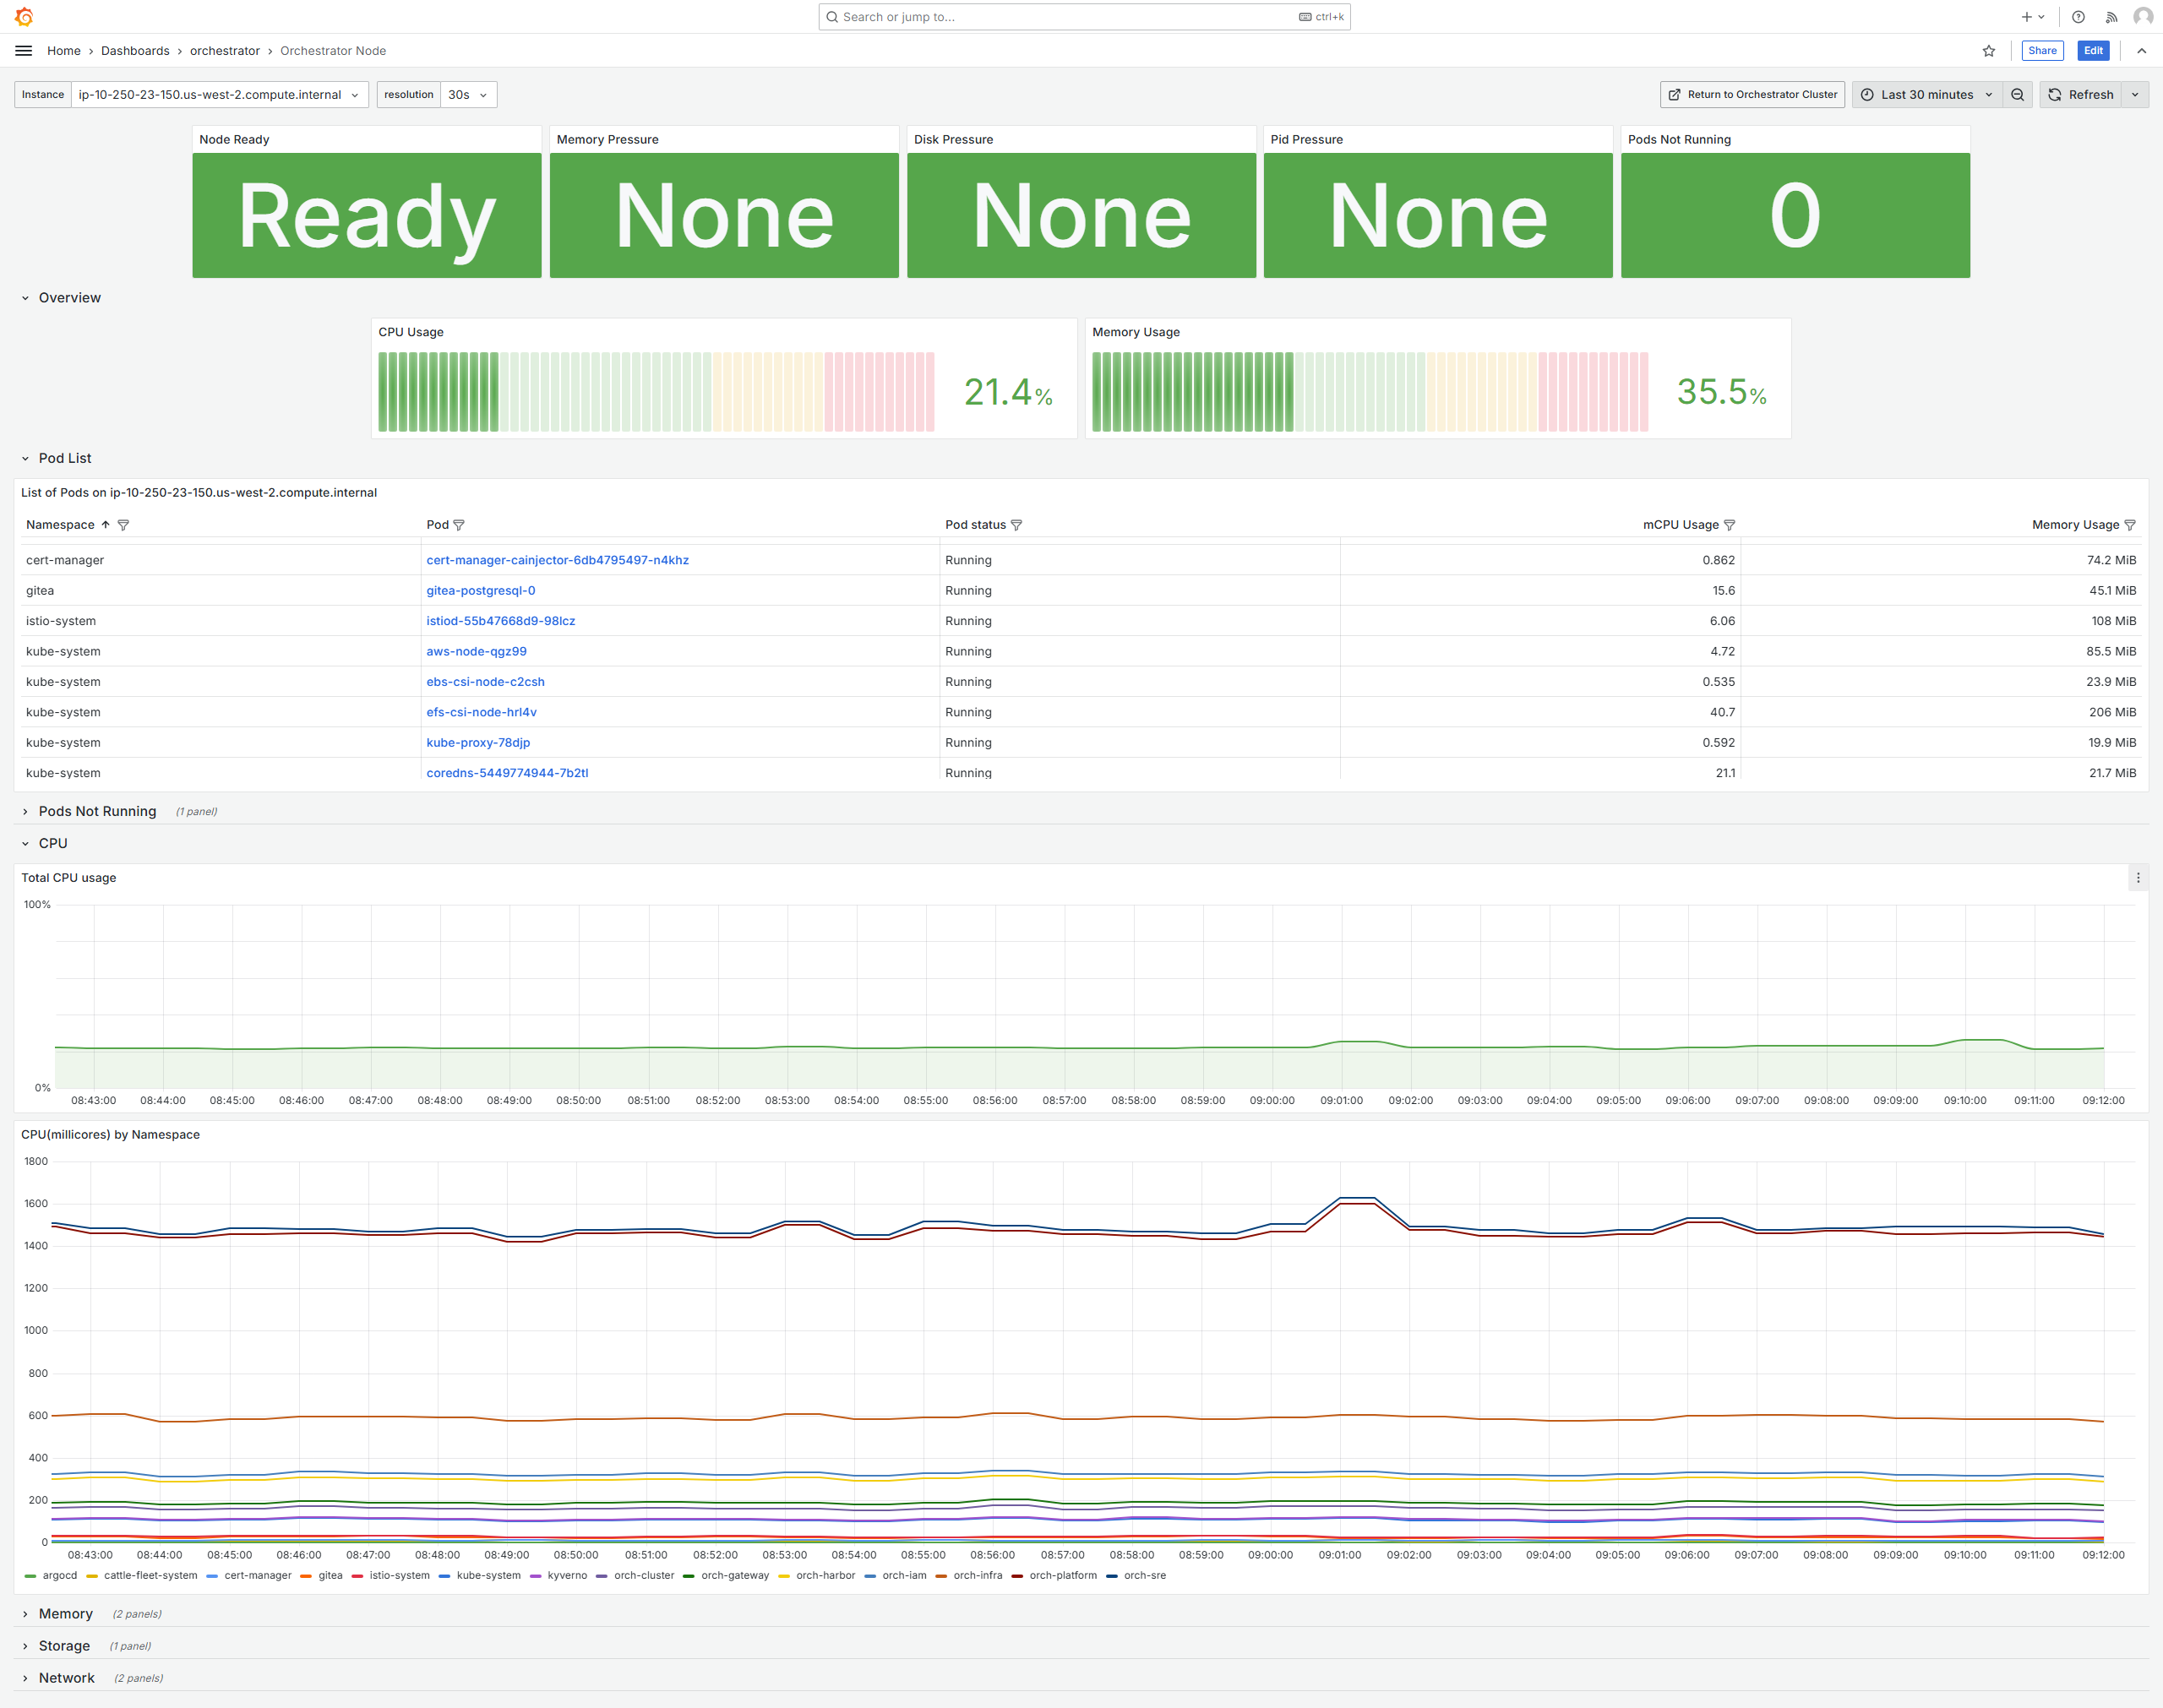 Search or jump to...
ctrl+k
Home › Dashboards › orchestrator › Orchestrator Node
Share
Edit
Instance ip-10-250-23-150.us-west-2.compute.internal
resolution 30s
Return to Orchestrator Cluster
Last 30 minutes
Refresh
Node Ready
Memory Pressure
Disk Pressure
Pid Pressure
Pods Not Running
Ready
None
None
None
0
Overview
CPU Usage
21.4%
Memory Usage
35.5%
Pod List
List of Pods on ip-10-250-23-150.us-west-2.compute.internal
Namespace Pod Pod status mCPU Usage Memory Usage
cert-manager cert-manager-cainjector-6db4795497-n4khz Running 0.862 74.2 MiB
gitea gitea-postgresql-0 Running 15.6 45.1 MiB
istio-system istiod-55b47668d9-98lcz Running 6.06 108 MiB
kube-system aws-node-qgz99 Running 4.72 85.5 MiB
kube-system ebs-csi-node-c2csh Running 0.535 23.9 MiB
kube-system efs-csi-node-hrl4v Running 40.7 206 MiB
kube-system kube-proxy-78djp Running 0.592 19.9 MiB
kube-system coredns-5449774944-7b2tl Running 21.1 21.7 MiB
Pods Not Running (1 panel)
CPU
Total CPU usage
100%
0%
08:43:00 08:44:00 08:45:00 08:46:00 08:47:00 08:48:00 08:49:00 08:50:00 08:51:00 08:52:00 08:53:00 08:54:00 08:55:00 08:56:00 08:57:00 08:58:00 08:59:00 09:00:00 09:01:00 09:02:00 09:03:00 09:04:00 09:05:00 09:06:00 09:07:00 09:08:00 09:09:00 09:10:00 09:11:00 09:12:00
CPU(millicores) by Namespace
1800
1600
1400
1200
1000
800
600
400
200
0
08:43:00 08:44:00 08:45:00 08:46:00 08:47:00 08:48:00 08:49:00 08:50:00 08:51:00 08:52:00 08:53:00 08:54:00 08:55:00 08:56:00 08:57:00 08:58:00 08:59:00 09:00:00 09:01:00 09:02:00 09:03:00 09:04:00 09:05:00 09:06:00 09:07:00 09:08:00 09:09:00 09:10:00 09:11:00 09:12:00
argocd cattle-fleet-system cert-manager gitea istio-system kube-system kyverno orch-cluster orch-gateway orch-harbor orch-iam orch-infra orch-platform orch-sre
Memory (2 panels)
Storage (1 panel)
Network (2 panels)